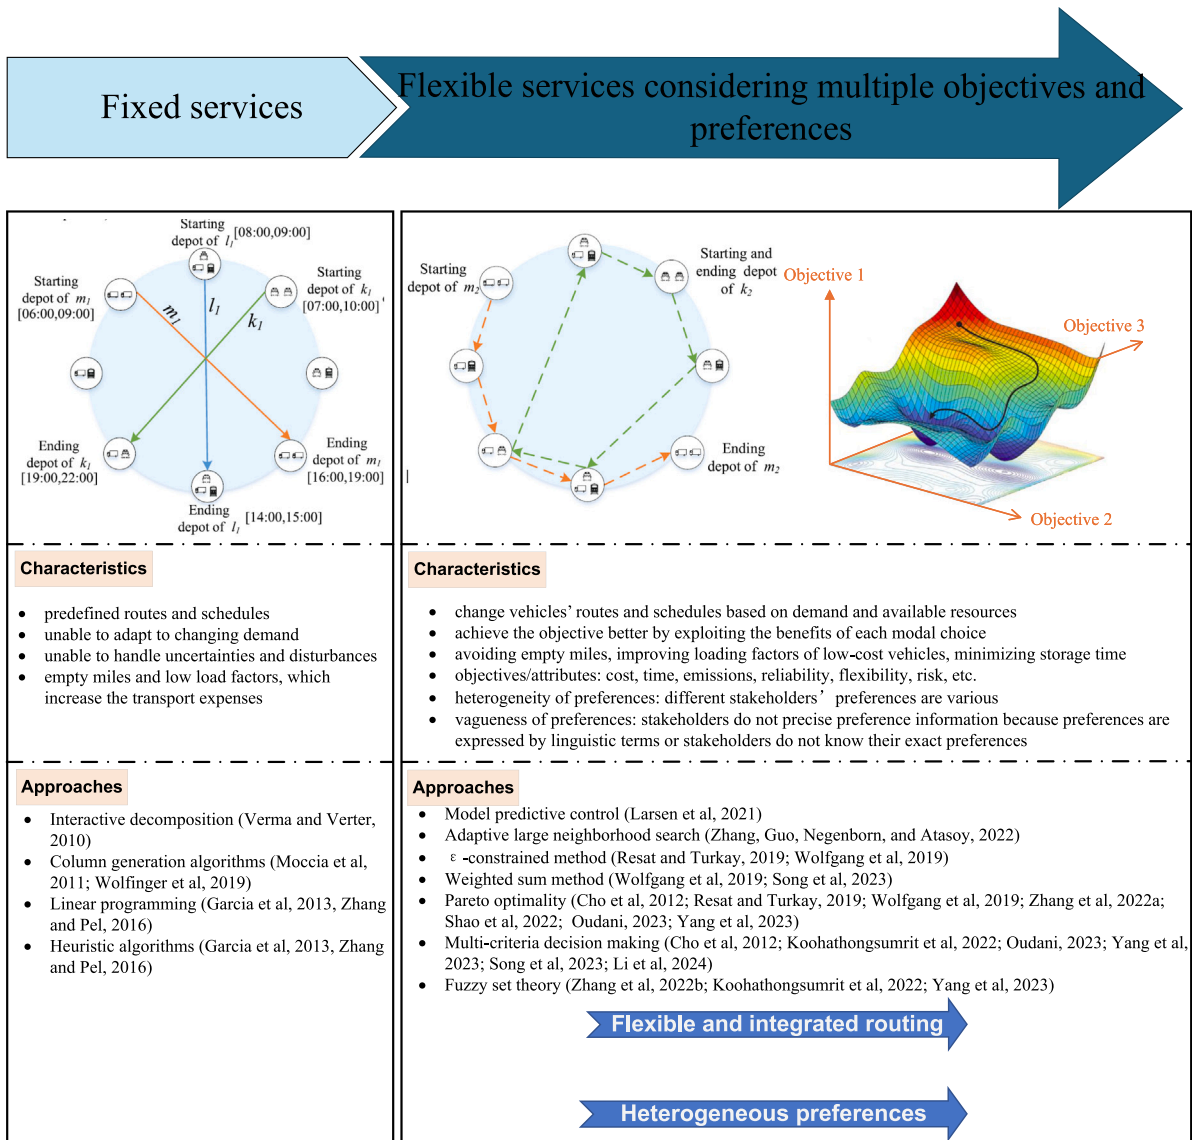 Fixed services
Flexible services considering multiple objectives and
preferences
Starting
depot of l1 [08:00,09:00]
Starting
depot of m1
[06:00,09:00]
Starting
depot of k1
[07:00,10:00]
m1
l1
k1
Ending
depot of k1
[19:00,22:00]
Ending
depot of m1
[16:00,19:00]
Ending
depot of l1 [14:00,15:00]
Starting
depot of m2
Starting and
ending depot
of k2
Ending
depot of m2
Objective 1
Objective 3
Objective 2
Characteristics
• predefined routes and schedules
• unable to adapt to changing demand
• unable to handle uncertainties and disturbances
• empty miles and low load factors, which
increase the transport expenses
Characteristics
• change vehicles’ routes and schedules based on demand and available resources
• achieve the objective better by exploiting the benefits of each modal choice
• avoiding empty miles, improving loading factors of low-cost vehicles, minimizing storage time
• objectives/attributes: cost, time, emissions, reliability, flexibility, risk, etc.
• heterogeneity of preferences: different stakeholders’ preferences are various
• vagueness of preferences: stakeholders do not precise preference information because preferences are
expressed by linguistic terms or stakeholders do not know their exact preferences
Approaches
• Interactive decomposition (Verma and Verter,
2010)
• Column generation algorithms (Moccia et al,
2011; Wolfinger et al, 2019)
• Linear programming (Garcia et al, 2013, Zhang
and Pel, 2016)
• Heuristic algorithms (Garcia et al, 2013, Zhang
and Pel, 2016)
Approaches
• Model predictive control (Larsen et al, 2021)
• Adaptive large neighborhood search (Zhang, Guo, Negenborn, and Atasoy, 2022)
• ε -constrained method (Resat and Turkay, 2019; Wolfgang et al, 2019)
• Weighted sum method (Wolfgang et al, 2019; Song et al, 2023)
• Pareto optimality (Cho et al, 2012; Resat and Turkay, 2019; Wolfgang et al, 2019; Zhang et al, 2022a;
Shao et al, 2022; Oudani, 2023; Yang et al, 2023)
• Multi-criteria decision making (Cho et al, 2012; Koohathongsumrit et al, 2022; Oudani, 2023; Yang et al,
2023; Song et al, 2023; Li et al, 2024)
• Fuzzy set theory (Zhang et al, 2022b; Koohathongsumrit et al, 2022; Yang et al, 2023)
Flexible and integrated routing
Heterogeneous preferences